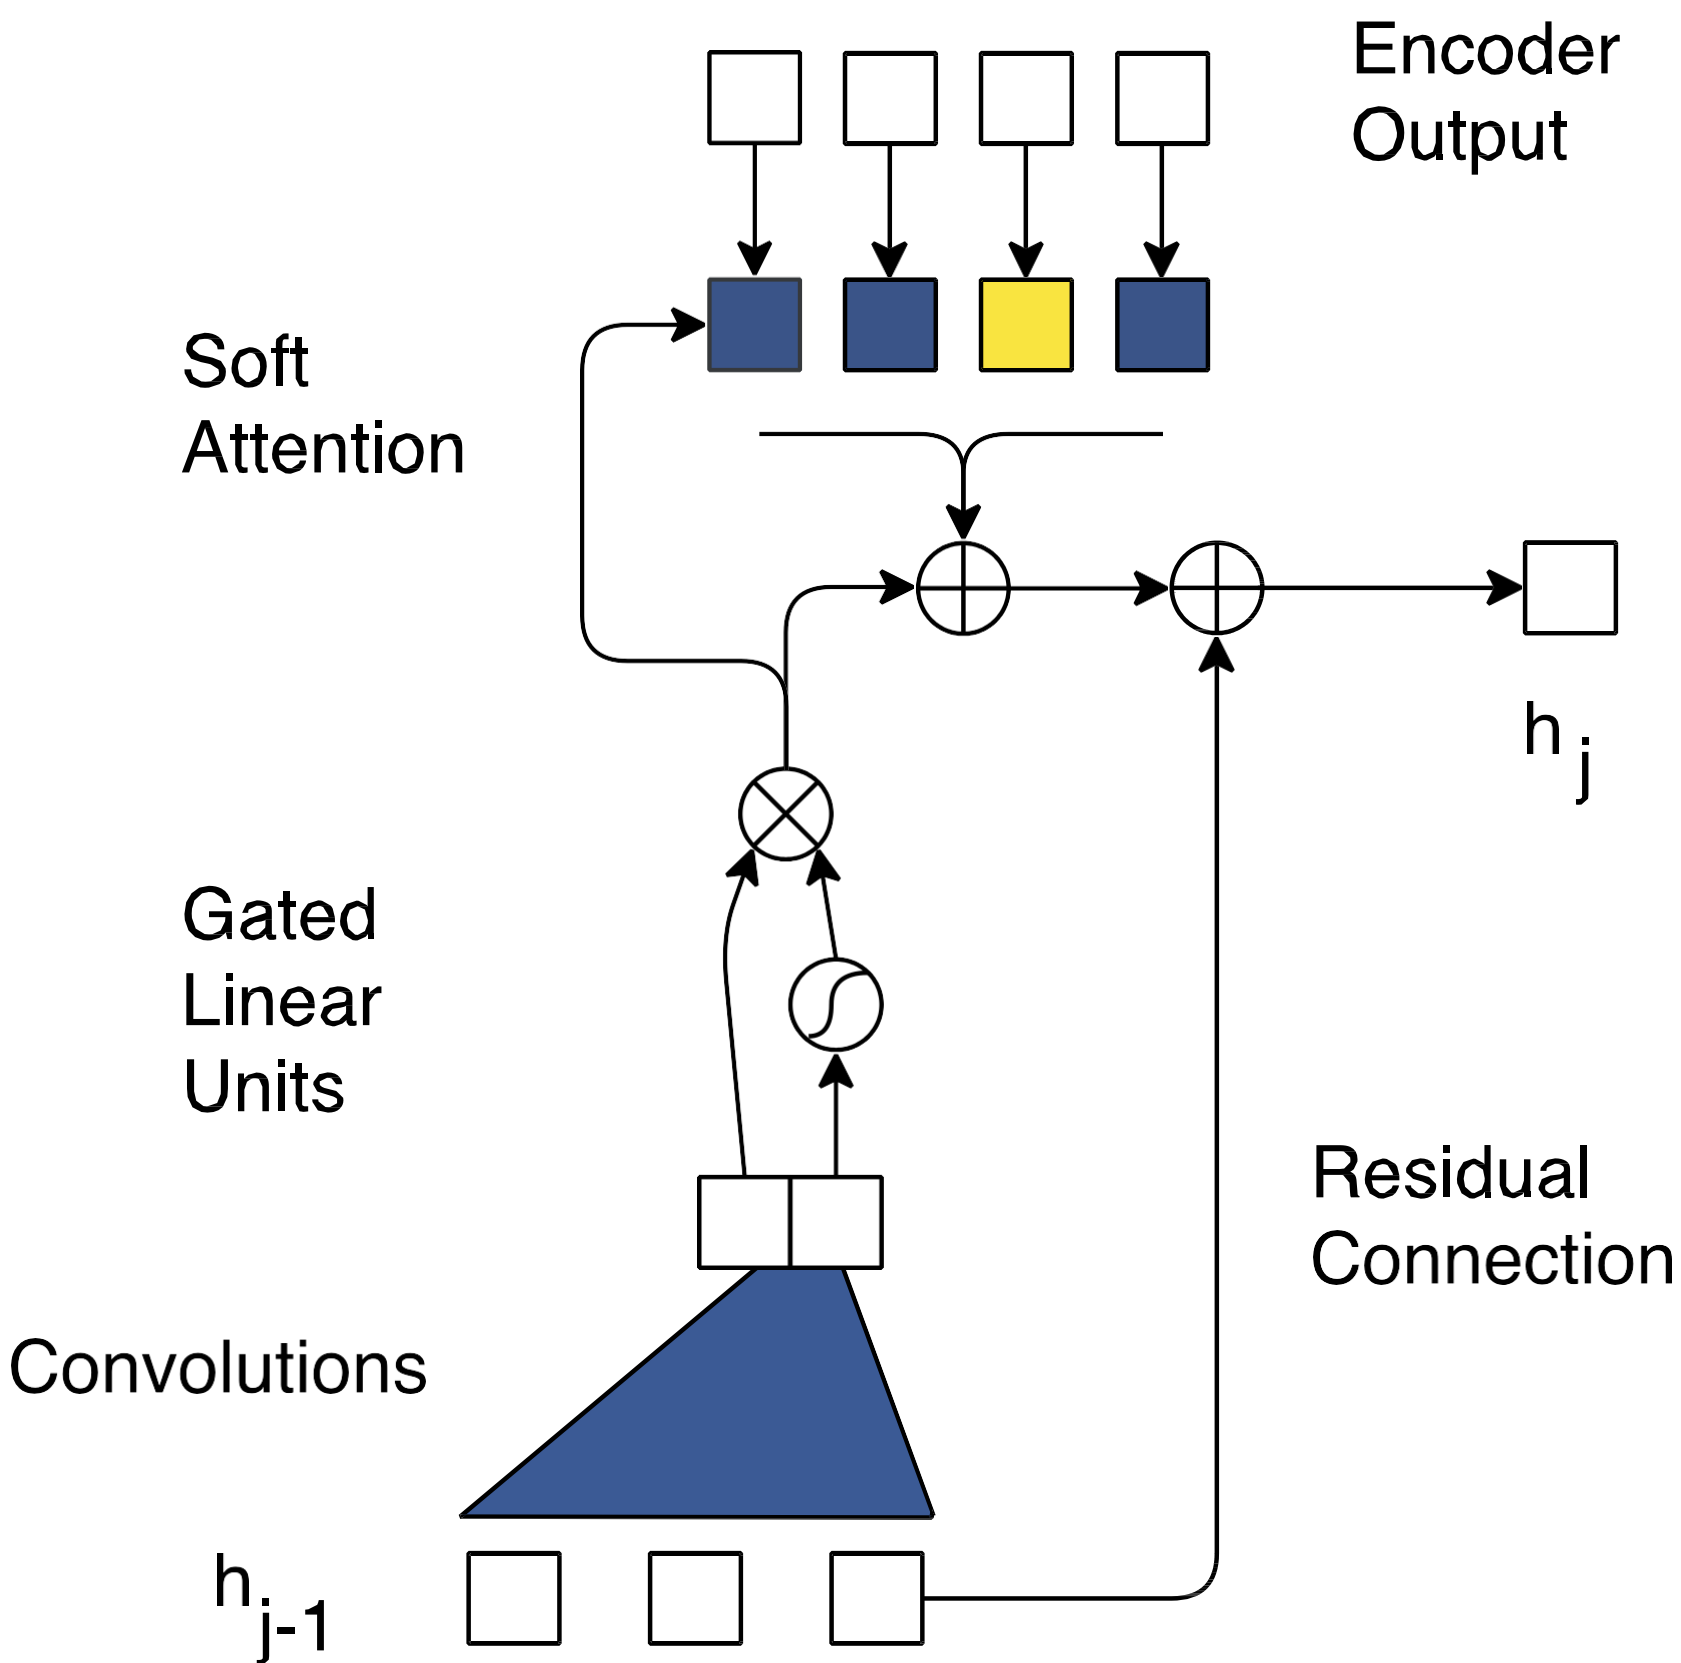 Encoder
Output
Soft
Attention
h j
Gated
Linear
Units
Residual
Connection
Convolutions
h j-1